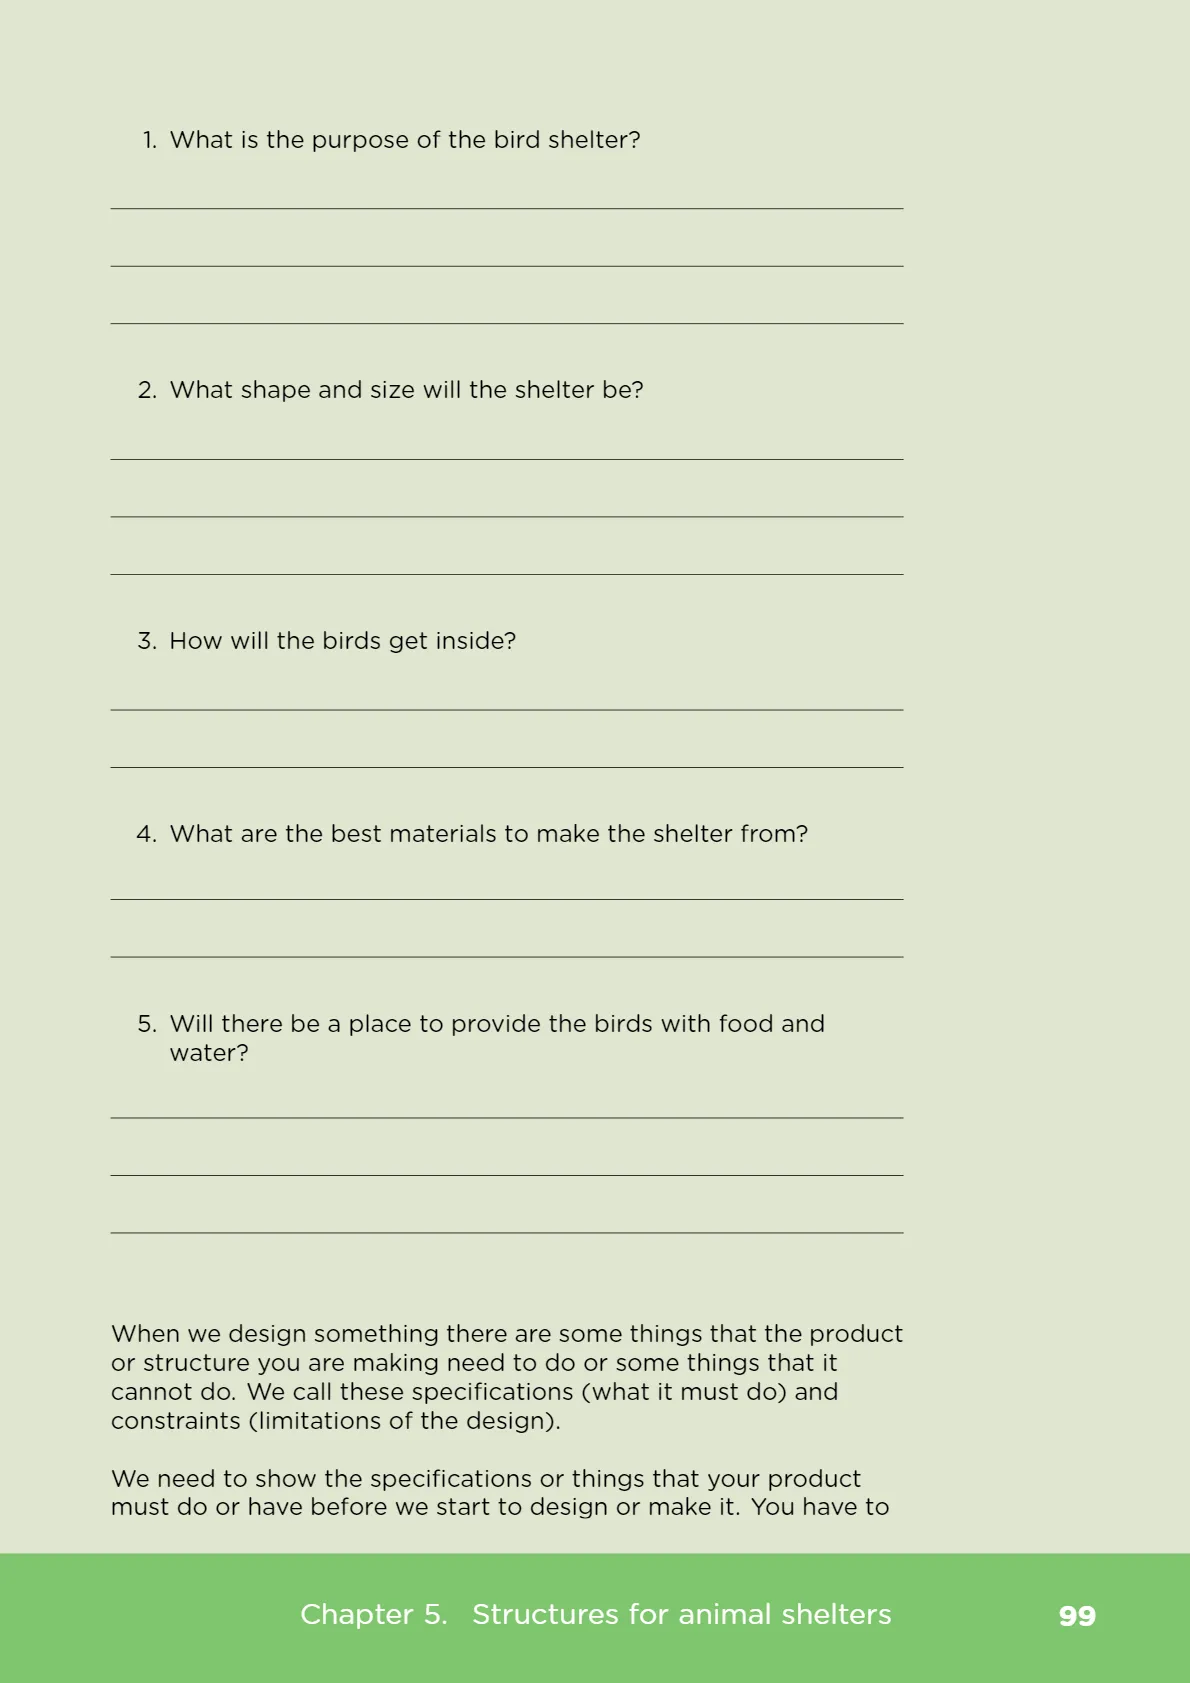 1. What is the purpose of the bird shelter?
2. What shape and size will the shelter be?
3. How will the birds get inside?
4. What are the best materials to make the shelter from?
5. Will there be a place to provide the birds with food and
water?
When we design something there are some things that the product
or structure you are making need to do or some things that it
cannot do. We call these specifications (what it must do) and
constraints (limitations of the design).
We need to show the specifications or things that your product
must do or have before we start to design or make it. You have to
Chapter 5. Structures for animal shelters 99